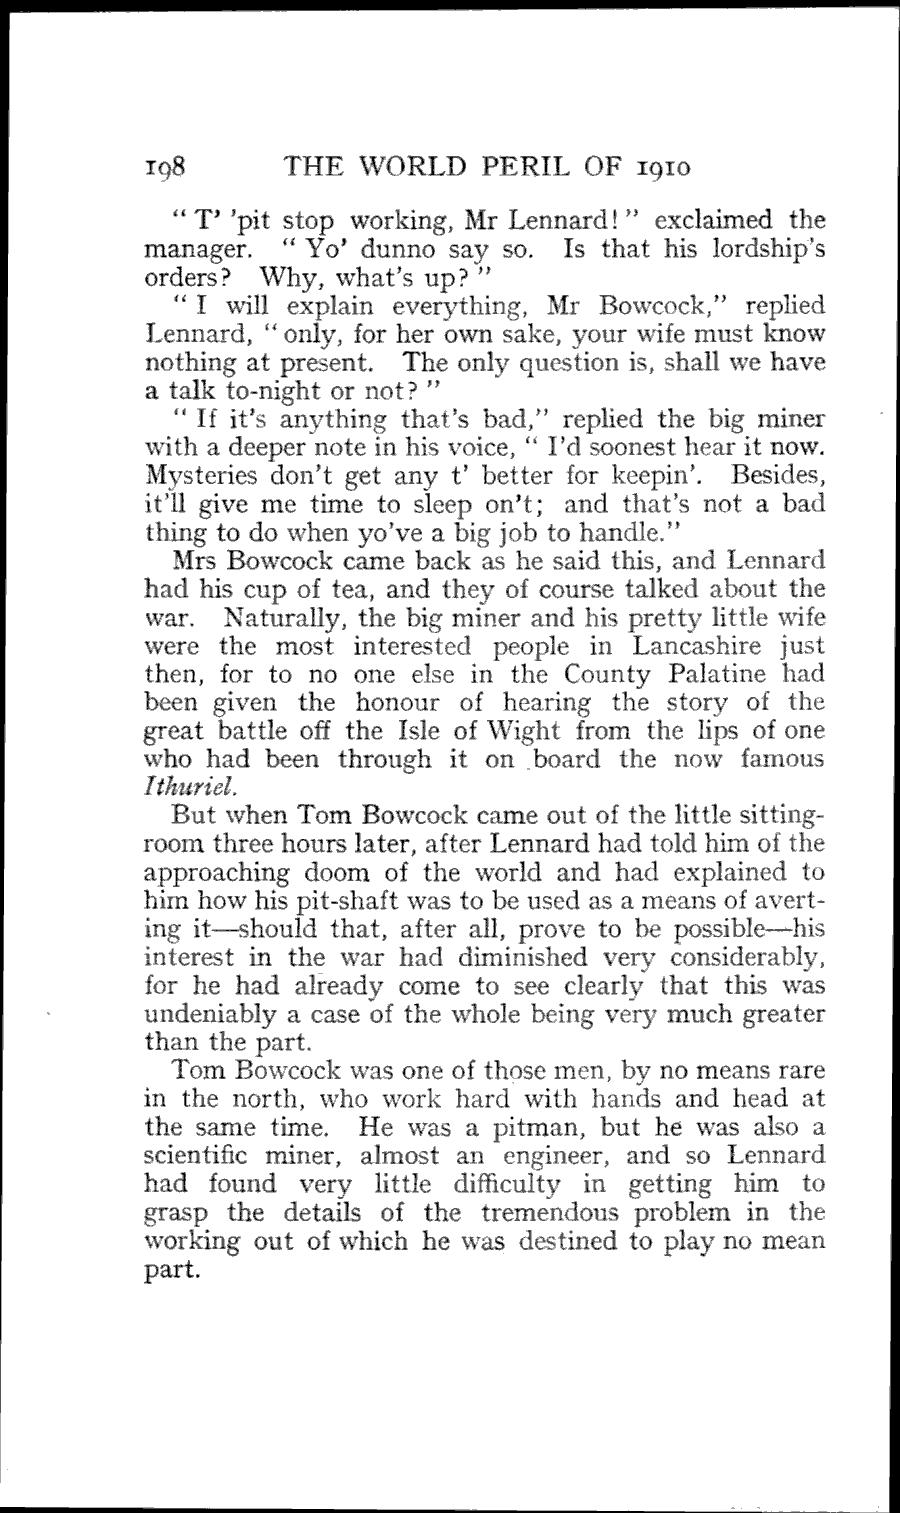 198 THE WORLD PERIL OF 1910
“ T’ ’pit stop working, Mr Lennard! ” exclaimed the
manager. “ Yo’ dunno say so. Is that his lordship’s
orders? Why, what’s up? ”
“ I will explain everything, Mr Bowcock,” replied
Lennard, “ only, for her own sake, your wife must know
nothing at present. The only question is, shall we have
a talk to-night or not? ”
“ If it’s anything that’s bad,” replied the big miner
with a deeper note in his voice, “ I’d soonest hear it now.
Mysteries don’t get any t’ better for keepin’. Besides,
it’ll give me time to sleep on’t; and that’s not a bad
thing to do when yo’ve a big job to handle.”
Mrs Bowcock came back as he said this, and Lennard
had his cup of tea, and they of course talked about the
war. Naturally, the big miner and his pretty little wife
were the most interested people in Lancashire just
then, for to no one else in the County Palatine had
been given the honour of hearing the story of the
great battle off the Isle of Wight from the lips of one
who had been through it on board the now famous
Ithuriel.
But when Tom Bowcock came out of the little sitting-
room three hours later, after Lennard had told him of the
approaching doom of the world and had explained to
him how his pit-shaft was to be used as a means of avert-
ing it—should that, after all, prove to be possible—his
interest in the war had diminished very considerably,
for he had already come to see clearly that this was
undeniably a case of the whole being very much greater
than the part.
Tom Bowcock was one of those men, by no means rare
in the north, who work hard with hands and head at
the same time. He was a pitman, but he was also a
scientific miner, almost an engineer, and so Lennard
had found very little difficulty in getting him to
grasp the details of the tremendous problem in the
working out of which he was destined to play no mean
part.